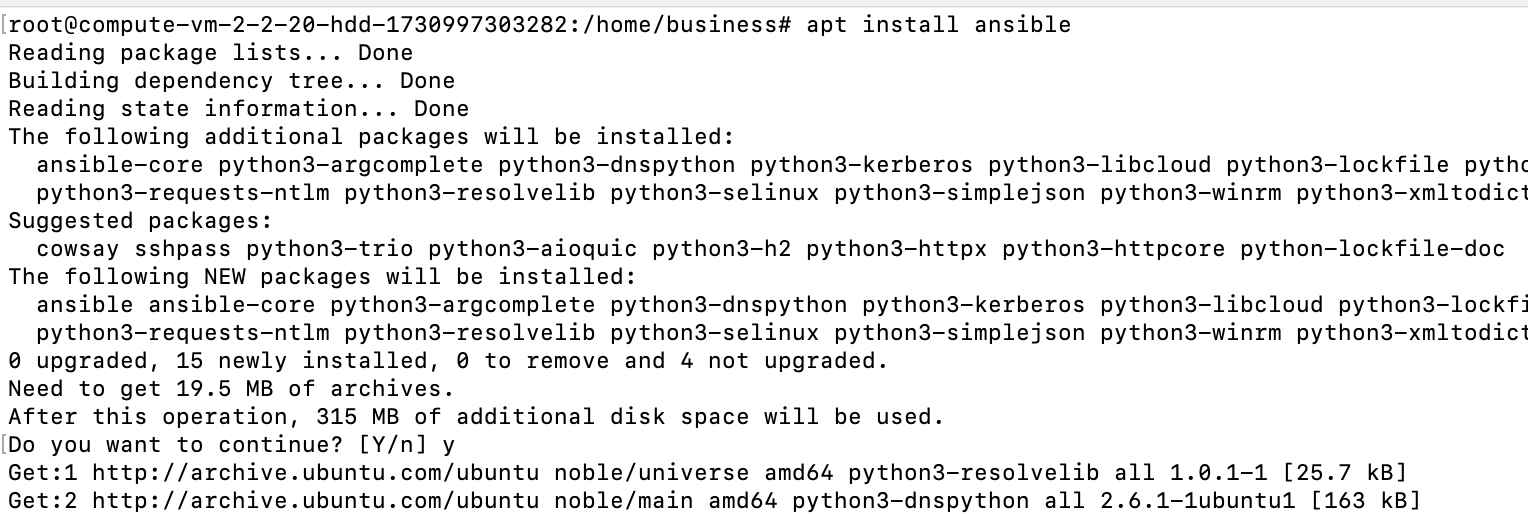 root@compute-vm-2-2-20-hdd-1730997303282:/home/business# apt install ansible
Reading package lists... Done
Building dependency tree... Done
Reading state information... Done
The following additional packages will be installed:
  ansible-core python3-argcomplete python3-dnspython python3-kerberos python3-libcloud python3-lockfile pytho
  python3-requests-ntlm python3-resolvelib python3-selinux python3-simplejson python3-winrm python3-xmltodict
Suggested packages:
  cowsay sshpass python3-trio python3-aioquic python3-h2 python3-httpx python3-httpcore python-lockfile-doc
The following NEW packages will be installed:
  ansible ansible-core python3-argcomplete python3-dnspython python3-kerberos python3-libcloud python3-lockfi
  python3-requests-ntlm python3-resolvelib python3-selinux python3-simplejson python3-winrm python3-xmltodict
0 upgraded, 15 newly installed, 0 to remove and 4 not upgraded.
Need to get 19.5 MB of archives.
After this operation, 315 MB of additional disk space will be used.
Do you want to continue? [Y/n] y
Get:1 http://archive.ubuntu.com/ubuntu noble/universe amd64 python3-resolvelib all 1.0.1-1 [25.7 kB]
Get:2 http://archive.ubuntu.com/ubuntu noble/main amd64 python3-dnspython all 2.6.1-1ubuntu1 [163 kB]